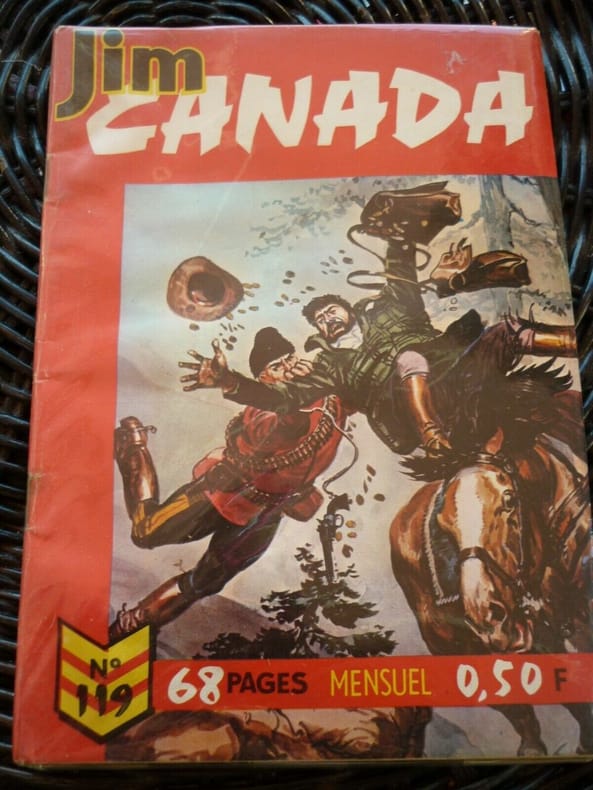 Jim
CANADA
Nº
119
68 PAGES MENSUEL 0,50 F